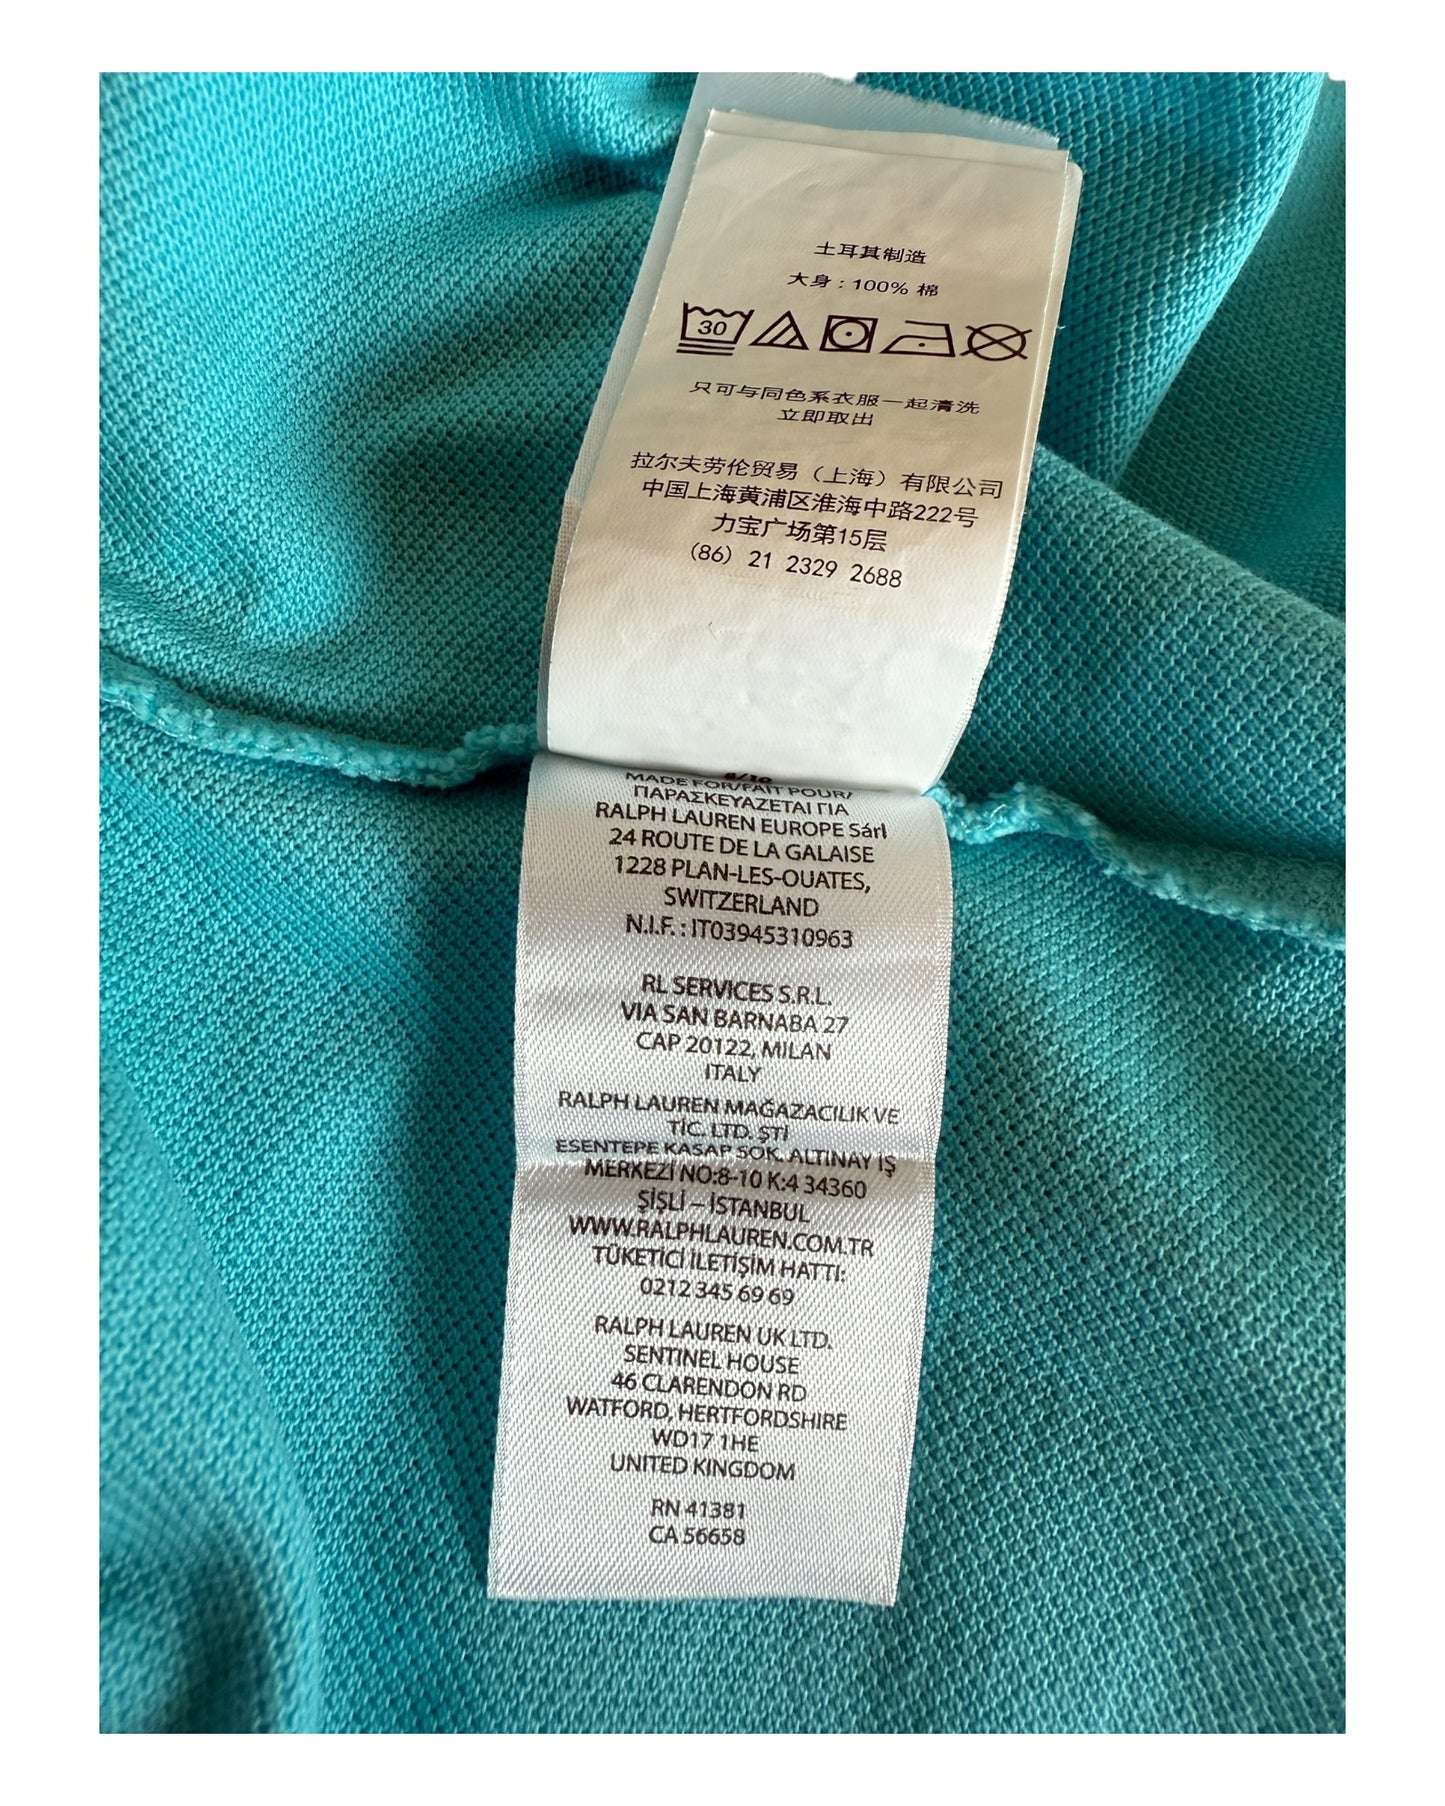 土耳其制造
大身：100% 棉
30
只可与同色系衣服一起清洗
立即取出
拉尔夫劳伦贸易（上海）有限公司
中国上海黄浦区淮海中路222号
力宝广场第15层
(86) 21 2329 2688
8/10
MADE FOR/FAIT POUR/
ΠΑΡΑΣΚΕΥΑΖΕΤΑΙ ΓΙΑ
RALPH LAUREN EUROPE Sárl
24 ROUTE DE LA GALAISE
1228 PLAN-LES-OUATES,
SWITZERLAND
N.I.F. : IT03945310963
RL SERVICES S.R.L.
VIA SAN BARNABA 27
CAP 20122, MILAN
ITALY
RALPH LAUREN MAĞAZACILIK VE
TİC. LTD. ŞTİ
ESENTEPE KASAP SOK. ALTINAY İŞ
MERKEZİ NO:8-10 K:4 34360
ŞİŞLİ – İSTANBUL
WWW.RALPHLAUREN.COM.TR
TÜKETİCİ İLETİŞİM HATTI:
0212 345 69 69
RALPH LAUREN UK LTD.
SENTINEL HOUSE
46 CLARENDON RD
WATFORD, HERTFORDSHIRE
WD17 1HE
UNITED KINGDOM
RN 41381
CA 56658